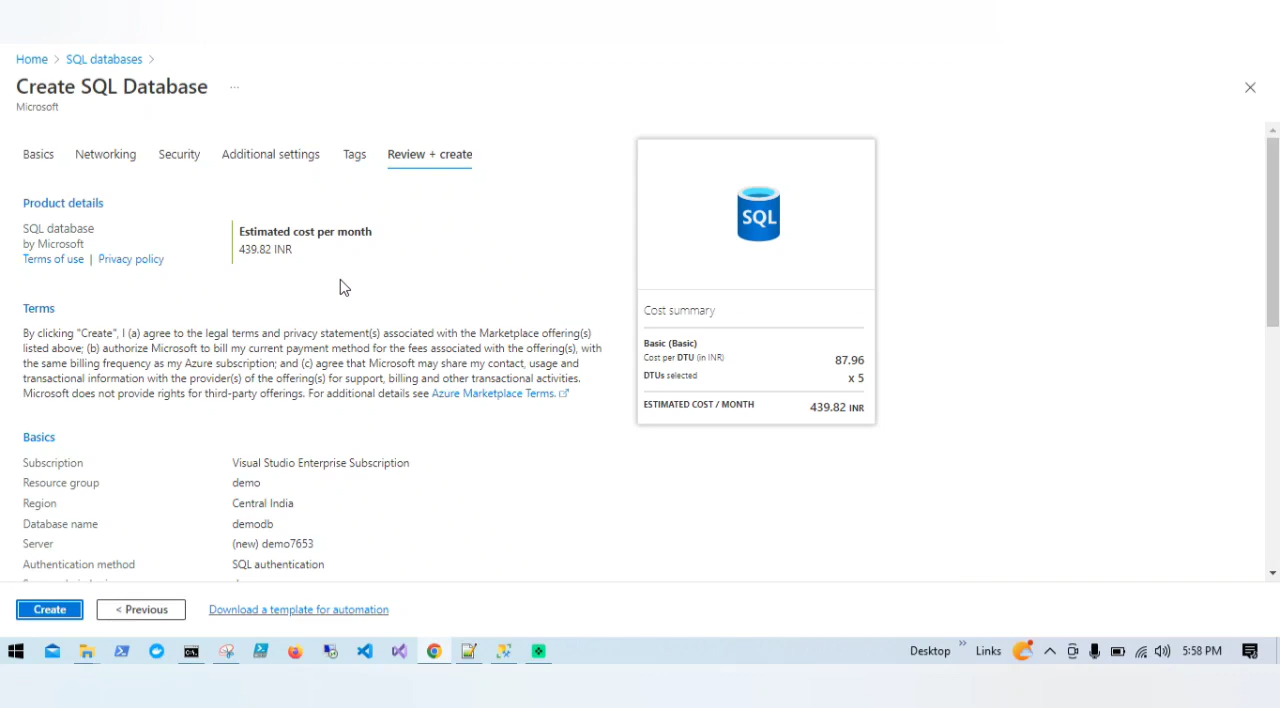 Home > SQL databases >
Create SQL Database ...
Microsoft
Basics Networking Security Additional settings Tags Review + create
Product details
SQL database
by Microsoft
Terms of use | Privacy policy
Estimated cost per month
439.82 INR
Terms
By clicking "Create", I (a) agree to the legal terms and privacy statement(s) associated with the Marketplace offering(s)
listed above; (b) authorize Microsoft to bill my current payment method for the fees associated with the offering(s), with
the same billing frequency as my Azure subscription; and (c) agree that Microsoft may share my contact, usage and
transactional information with the provider(s) of the offering(s) for support, billing and other transactional activities.
Microsoft does not provide rights for third-party offerings. For additional details see Azure Marketplace Terms.
Basics
Subscription Visual Studio Enterprise Subscription
Resource group demo
Region Central India
Database name demodb
Server (new) demo7653
Authentication method SQL authentication
SQL
Cost summary
Basic (Basic)
Cost per DTU (in INR) 87.96
DTUs selected x 5
ESTIMATED COST / MONTH 439.82 INR
Create < Previous Download a template for automation
Desktop » Links 5:58 PM